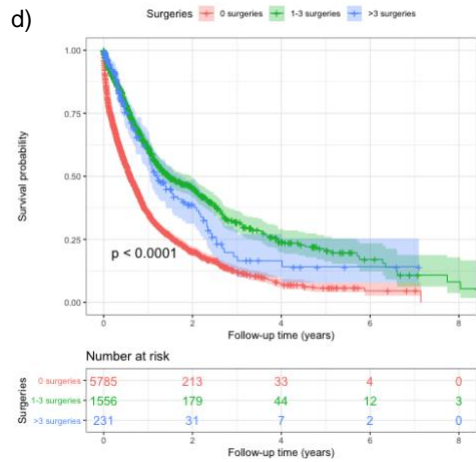 d)
Surgeries 0 surgeries 1-3 surgeries >3 surgeries
Survival probability
1.00
0.75
0.50
0.25
0.00
p < 0.0001
0 2 4 6 8
Follow-up time (years)
Number at risk
Surgeries
0 surgeries 5785 213 33 4 0
1-3 surgeries 1556 179 44 12 3
>3 surgeries 231 31 7 2 0
0 2 4 6 8
Follow-up time (years)